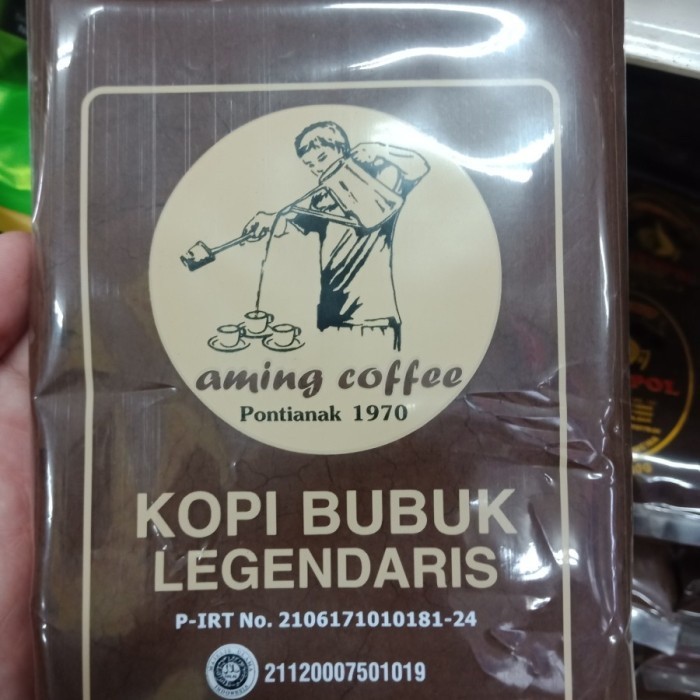 aming coffee
Pontianak 1970
KOPI BUBUK
LEGENDARIS
P-IRT No. 2106171010181-24
21120007501019